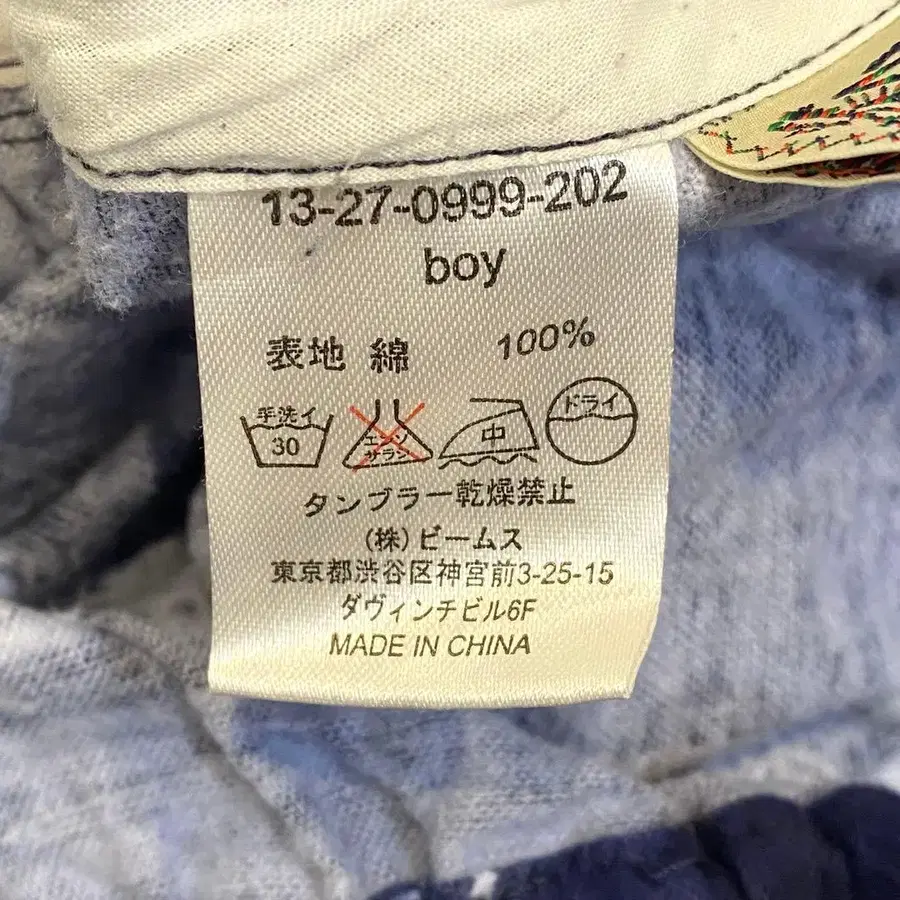 13-27-0999-202
boy
表地 綿 100%
手洗イ 30 エンソ サラシ 中 ドライ
タンブラー乾燥禁止
(株)ビームス
東京都渋谷区神宮前3-25-15
ダヴィンチビル6F
MADE IN CHINA